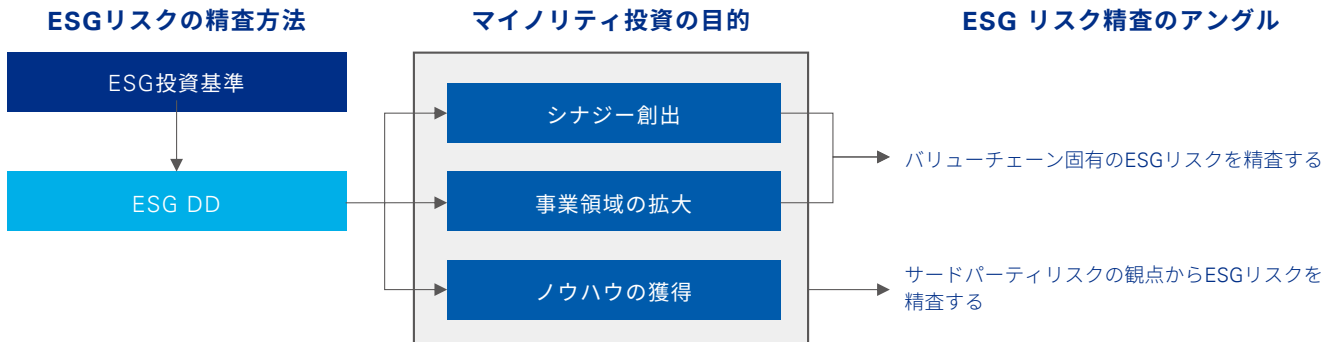 ESGリスクの精査方法
マイノリティ投資の目的
ESG リスク精査のアングル
ESG投資基準
ESG DD
シナジー創出
事業領域の拡大
ノウハウの獲得
バリューチェーン固有のESGリスクを精査する
サードパーティリスクの観点からESGリスクを
精査する